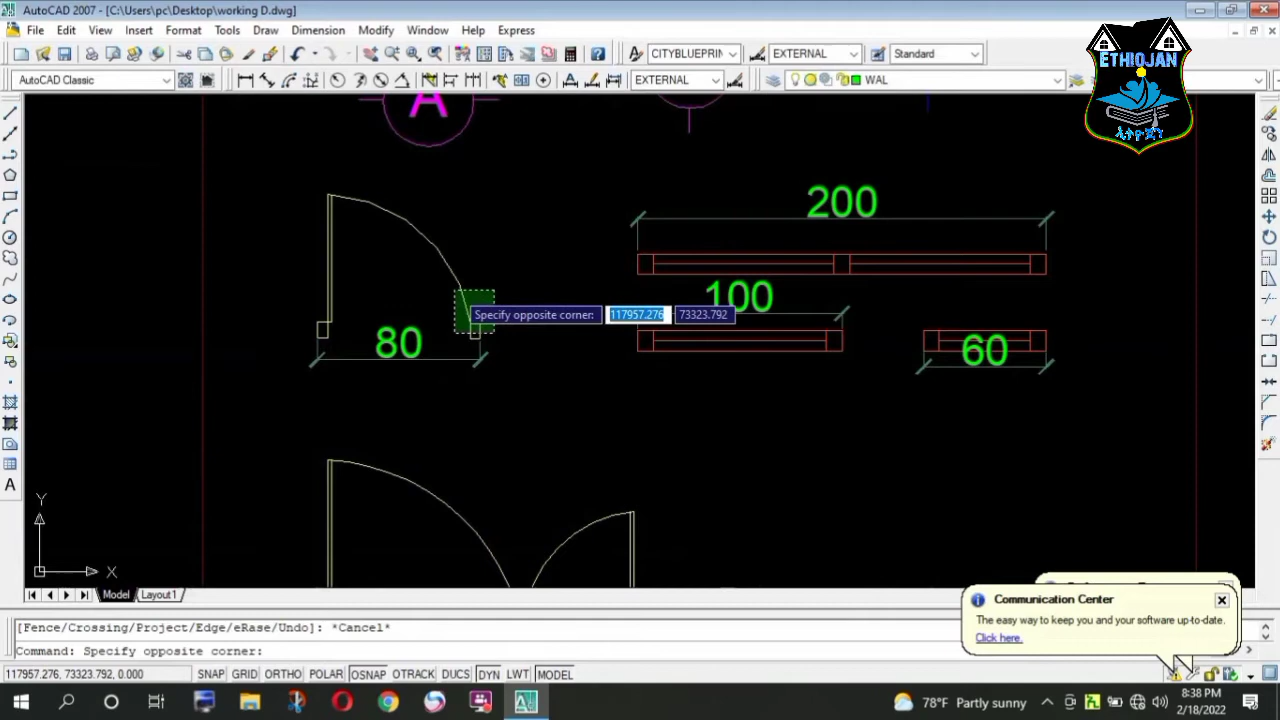 AutoCAD 2007 - [C:\Users\pc\Desktop\working D.dwg]
File Edit View Insert Format Tools Draw Dimension Modify Window Help Express
CITYBLUEPRIN EXTERNAL Standard
AutoCAD Classic EXTERNAL WAL
ETHIOJAN
ኢትዮጃን
A
200
100
80
60
Specify opposite corner: 117957.276 73323.792
Y
X
A
Model Layout1
Communication Center
The easy way to keep you and your software up-to-date.
Click here.
[Fence/Crossing/Project/Edge/eRase/Undo]: *Cancel*
Command: Specify opposite corner:
117957.276, 73323.792, 0.000 SNAP GRID ORTHO POLAR OSNAP OTRACK DUCS DYN LWT MODEL
78°F Partly sunny
8:38 PM
2/18/2022